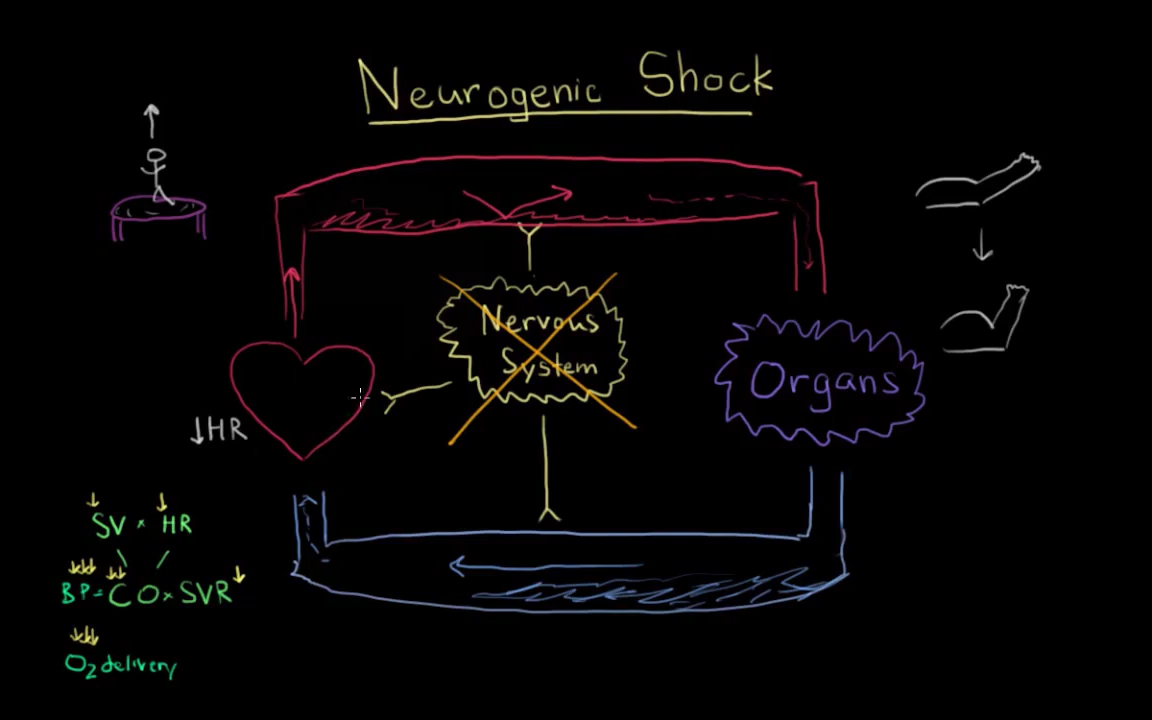 Neurogenic Shock
Nervous
System
Organs
↓HR
SV × HR
BP = CO × SVR
O₂ delivery